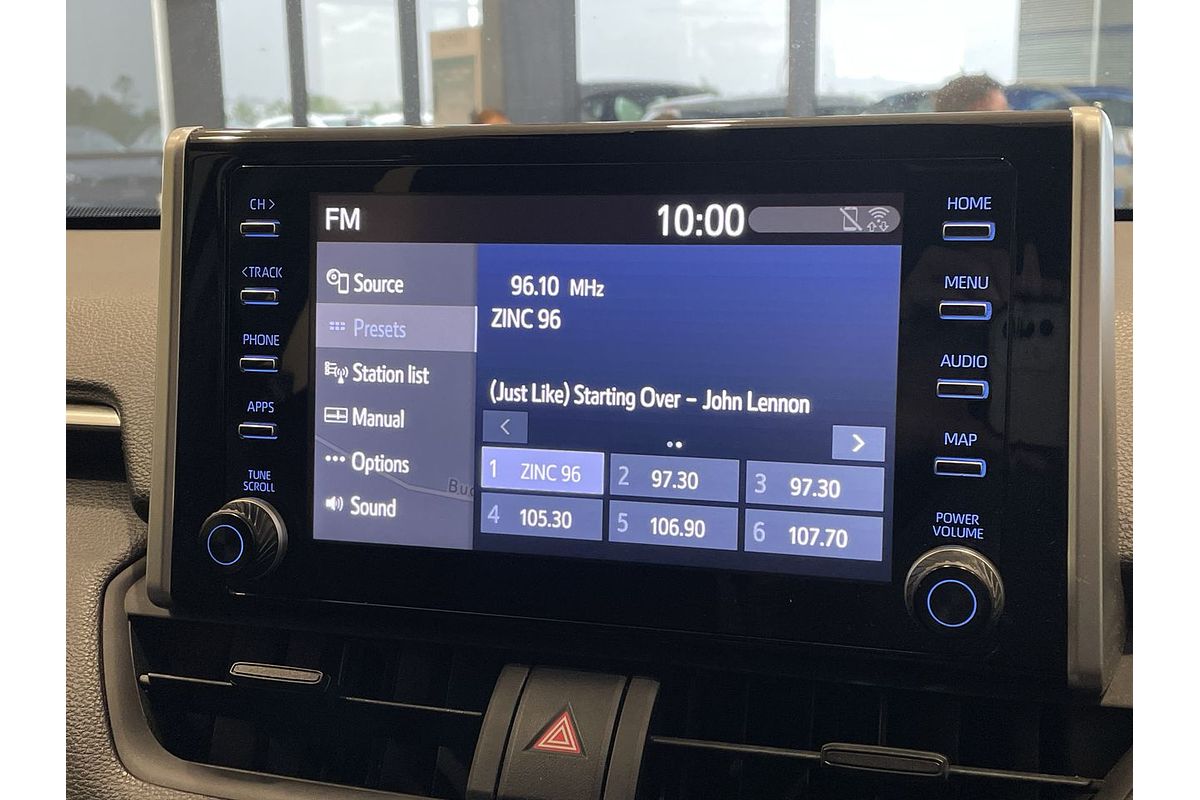 CH >
< TRACK
PHONE
APPS
TUNE
SCROLL
FM
10:00
Source
Presets
Station list
Manual
Options
Sound
96.10 MHz
ZINC 96
(Just Like) Starting Over – John Lennon
<
>
1 ZINC 96
2 97.30
3 97.30
4 105.30
5 106.90
6 107.70
HOME
MENU
AUDIO
MAP
POWER
VOLUME